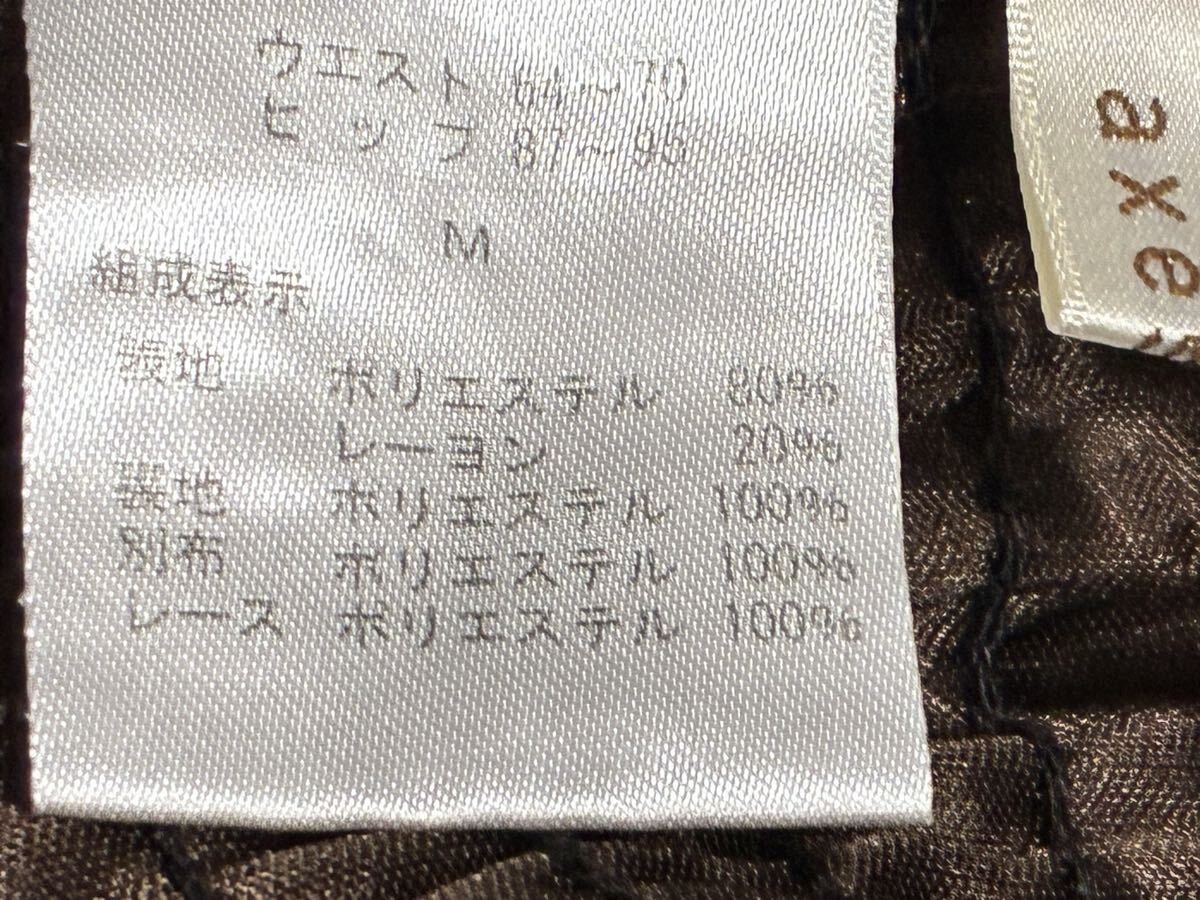 ウエスト 64～70
ヒップ 87～95
M
組成表示
表地 ポリエステル 80%
レーヨン 20%
裏地 ポリエステル 100%
別布 ポリエステル 100%
レース ポリエステル 100%
axe